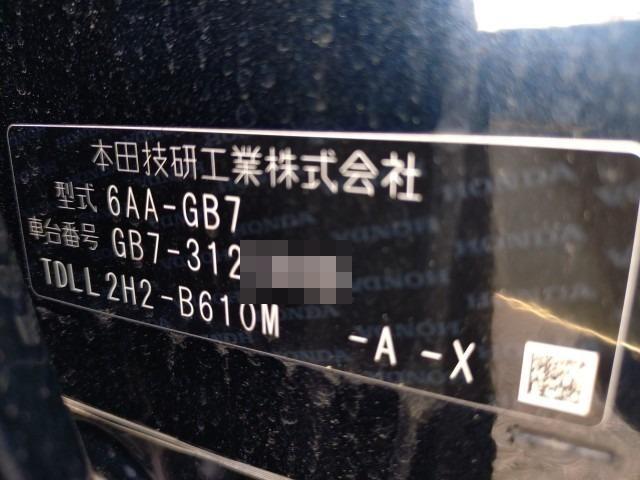 本田技研工業株式会社
型式 6AA-GB7
車台番号 GB7-312
TDLL2H2-B610M -A -X